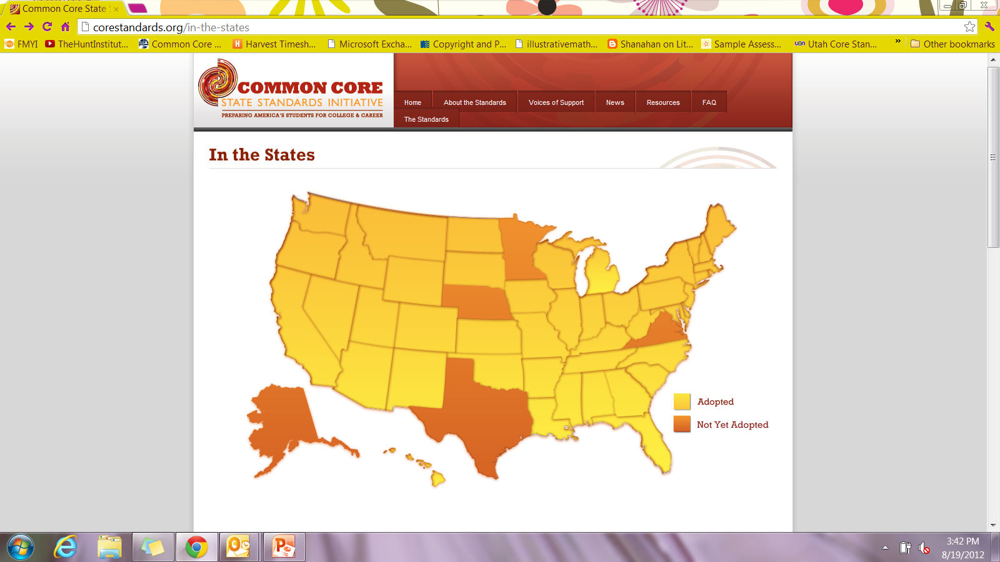 Common Core State
corestandards.org/in-the-states
FMYI TheHuntInstitut... Common Core ... Harvest Timesh... Microsoft Excha... Copyright and P... illustrativemath... Shanahan on Lit... Sample Assess... Utah Core Stan... » Other bookmarks
COMMON CORE
STATE STANDARDS INITIATIVE
PREPARING AMERICA'S STUDENTS FOR COLLEGE & CAREER
Home About the Standards Voices of Support News Resources FAQ
The Standards
In the States
Adopted
Not Yet Adopted
3:42 PM
8/19/2012